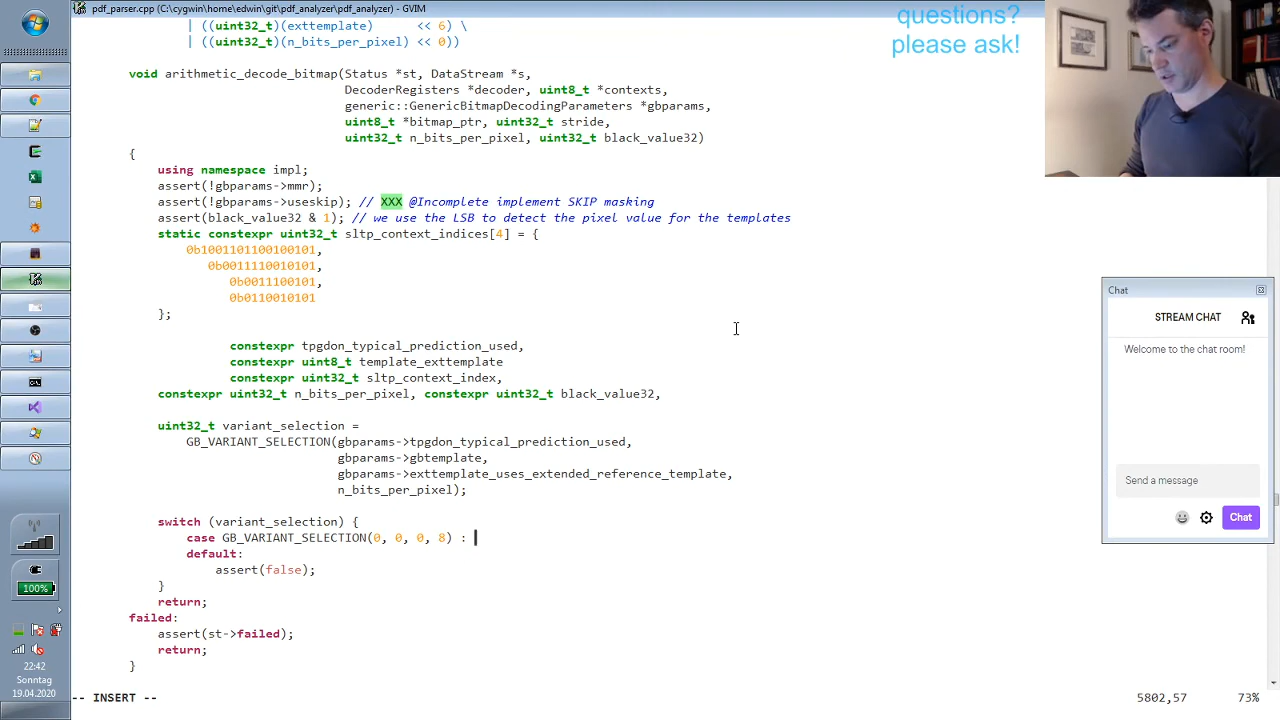 pdf_parser.cpp (C:\cygwin\home\edwin\git\pdf_analyzer\pdf_analyzer) - GVIM
| ((uint32_t)(exttemplate) << 6) \
| ((uint32_t)(n_bits_per_pixel) << 0))
void arithmetic_decode_bitmap(Status *st, DataStream *s,
DecoderRegisters *decoder, uint8_t *contexts,
generic::GenericBitmapDecodingParameters *gbparams,
uint8_t *bitmap_ptr, uint32_t stride,
uint32_t n_bits_per_pixel, uint32_t black_value32)
{
using namespace impl;
assert(!gbparams->mmr);
assert(!gbparams->useskip); // XXX @Incomplete implement SKIP masking
assert(black_value32 & 1); // we use the LSB to detect the pixel value for the templates
static constexpr uint32_t sltp_context_indices[4] = {
0b1001101100100101,
0b0011110010101,
0b0011100101,
0b0110010101
};
constexpr tpgdon_typical_prediction_used,
constexpr uint8_t template_exttemplate
constexpr uint32_t sltp_context_index,
constexpr uint32_t n_bits_per_pixel, constexpr uint32_t black_value32,
uint32_t variant_selection =
GB_VARIANT_SELECTION(gbparams->tpgdon_typical_prediction_used,
gbparams->gbtemplate,
gbparams->exttemplate_uses_extended_reference_template,
n_bits_per_pixel);
switch (variant_selection) {
case GB_VARIANT_SELECTION(0, 0, 0, 8) :
default:
assert(false);
}
return;
failed:
assert(st->failed);
return;
}
-- INSERT --
5802,57
73%
questions?
please ask!
Chat
STREAM CHAT
Welcome to the chat room!
Send a message
Chat
100%
22:42
Sonntag
19.04.2020